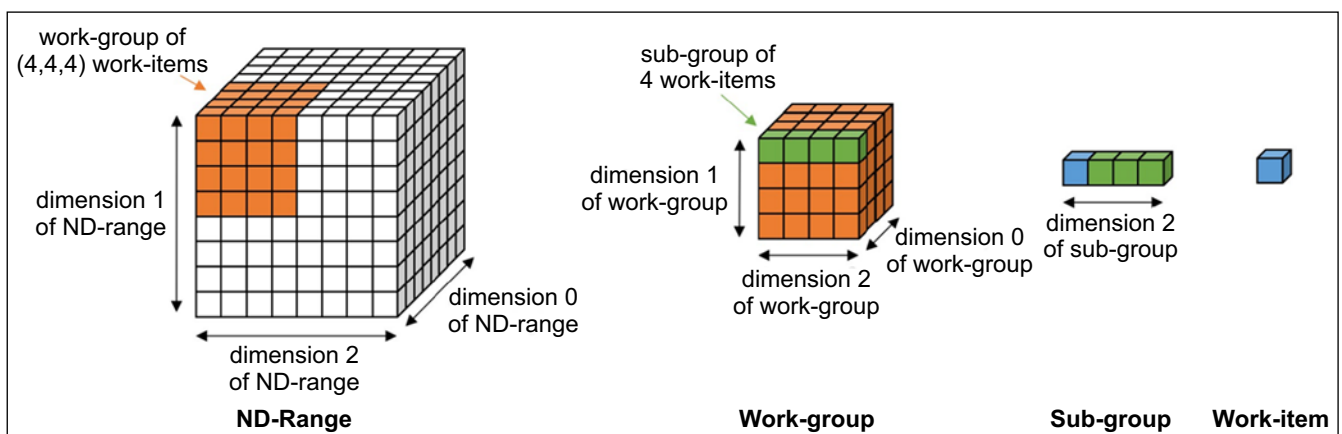 work-group of
(4,4,4) work-items
dimension 1
of ND-range
dimension 2
of ND-range
dimension 0
of ND-range
ND-Range
sub-group of
4 work-items
dimension 1
of work-group
dimension 2
of work-group
dimension 0
of work-group
Work-group
dimension 2
of sub-group
Sub-group
Work-item